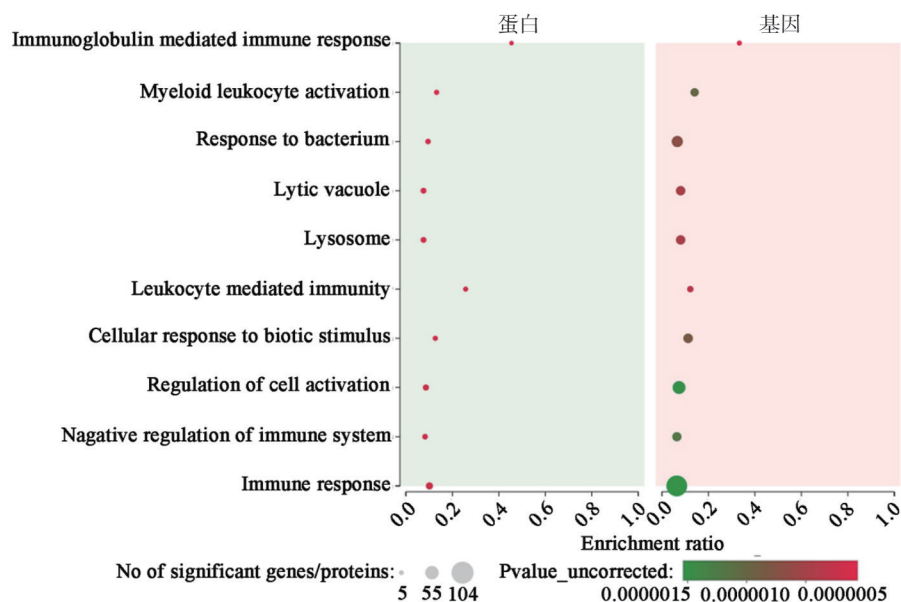 蛋白 基因
Immunoglobulin mediated immune response
Myeloid leukocyte activation
Response to bacterium
Lytic vacuole
Lysosome
Leukocyte mediated immunity
Cellular response to biotic stimulus
Regulation of cell activation
Nagative regulation of immune system
Immune response
0.0 0.2 0.4 0.6 0.8 1.0 0.0 0.2 0.4 0.6 0.8 1.0
Enrichment ratio
No of significant genes/proteins: Pvalue_uncorrected:
5 55 104 0.0000015 0.0000010 0.0000005